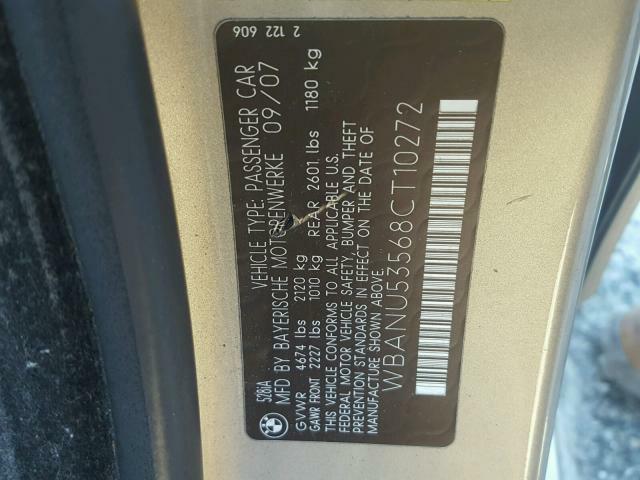 528iA
2 122 606
VEHICLE TYPE: PASSENGER CAR
MFD BY BAYERISCHE MOTORENWERKE 09/07
GVWR 4674 lbs 2120 kg REAR 2601 lbs 1180 kg
GAWR FRONT 2227 lbs 1010 kg
THIS VEHICLE CONFORMS TO ALL APPLICABLE U.S.
FEDERAL MOTOR VEHICLE SAFETY, BUMPER, AND THEFT
PREVENTION STANDARDS IN EFFECT ON THE DATE OF
MANUFACTURE.
WBANU53568CT10272